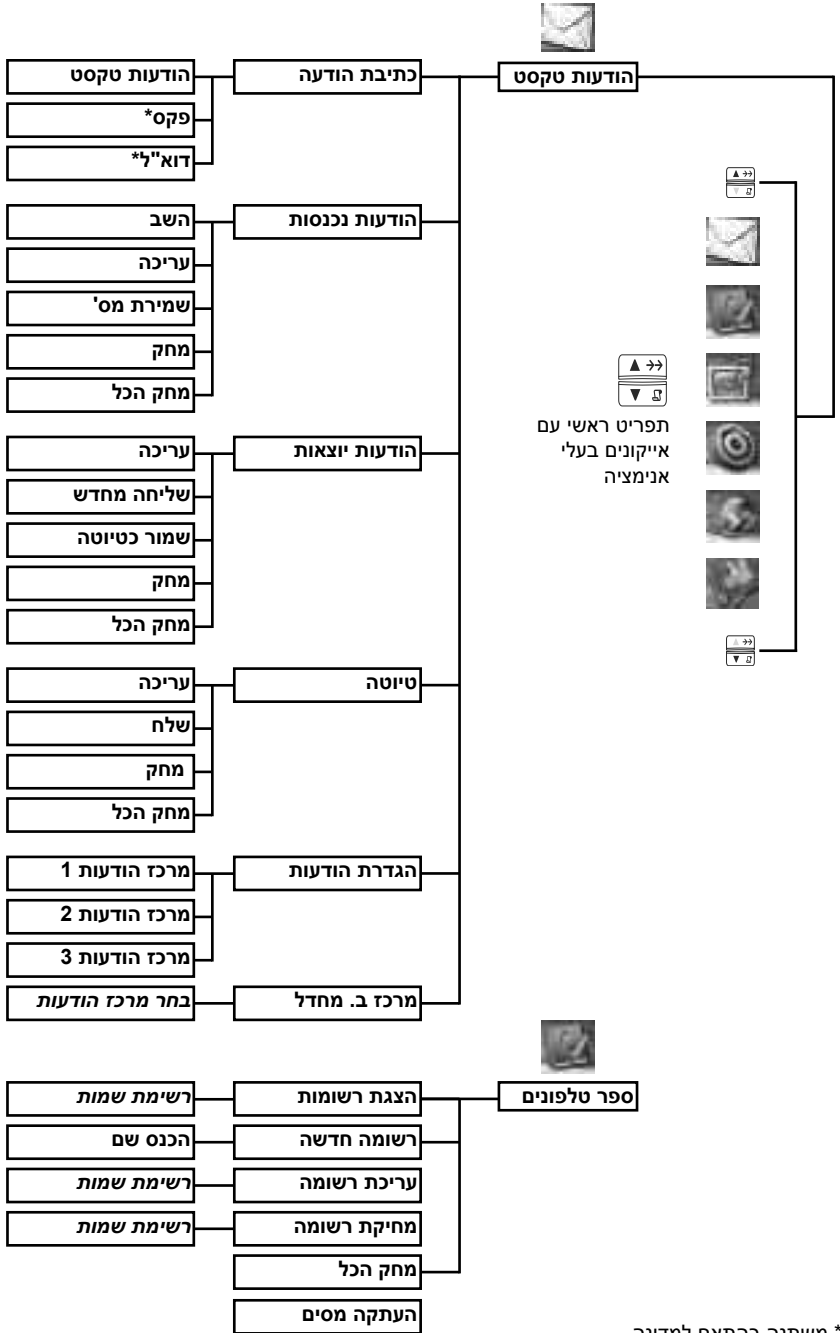 הודעות טקסט
כתיבת הודעה
הודעות טקסט
פקס*
דוא"ל*
הודעות נכנסות
השב
עריכה
שמירת מס'
מחק
מחק הכל
הודעות יוצאות
עריכה
שליחה מחדש
שמור כטיוטה
מחק
מחק הכל
טיוטה
עריכה
שלח
מחק
מחק הכל
הגדרת הודעות
מרכז הודעות 1
מרכז הודעות 2
מרכז הודעות 3
מרכז ב. מחדל
בחר מרכז הודעות
תפריט ראשי עם
אייקונים בעלי
אנימציה
ספר טלפונים
הצגת רשומות
רשימת שמות
רשומה חדשה
הכנס שם
עריכת רשומה
רשימת שמות
מחיקת רשומה
רשימת שמות
מחק הכל
העתקה מסים
* משתנה בהתאם למדינה